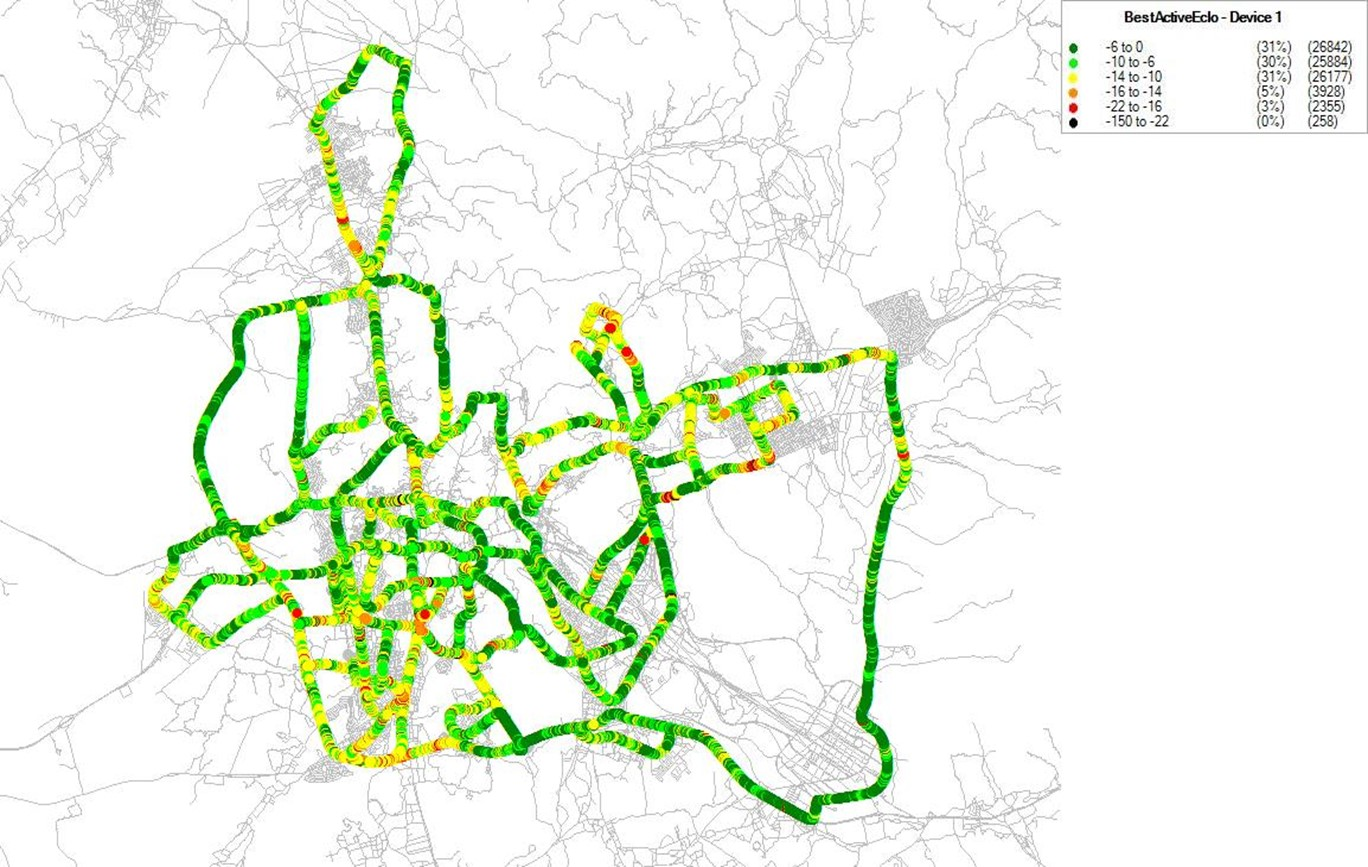 BestActiveEcIo - Device 1
-6 to 0 (31%) (26842)
-10 to -6 (30%) (25884)
-14 to -10 (31%) (26177)
-16 to -14 (5%) (3928)
-22 to -16 (3%) (2355)
-150 to -22 (0%) (258)